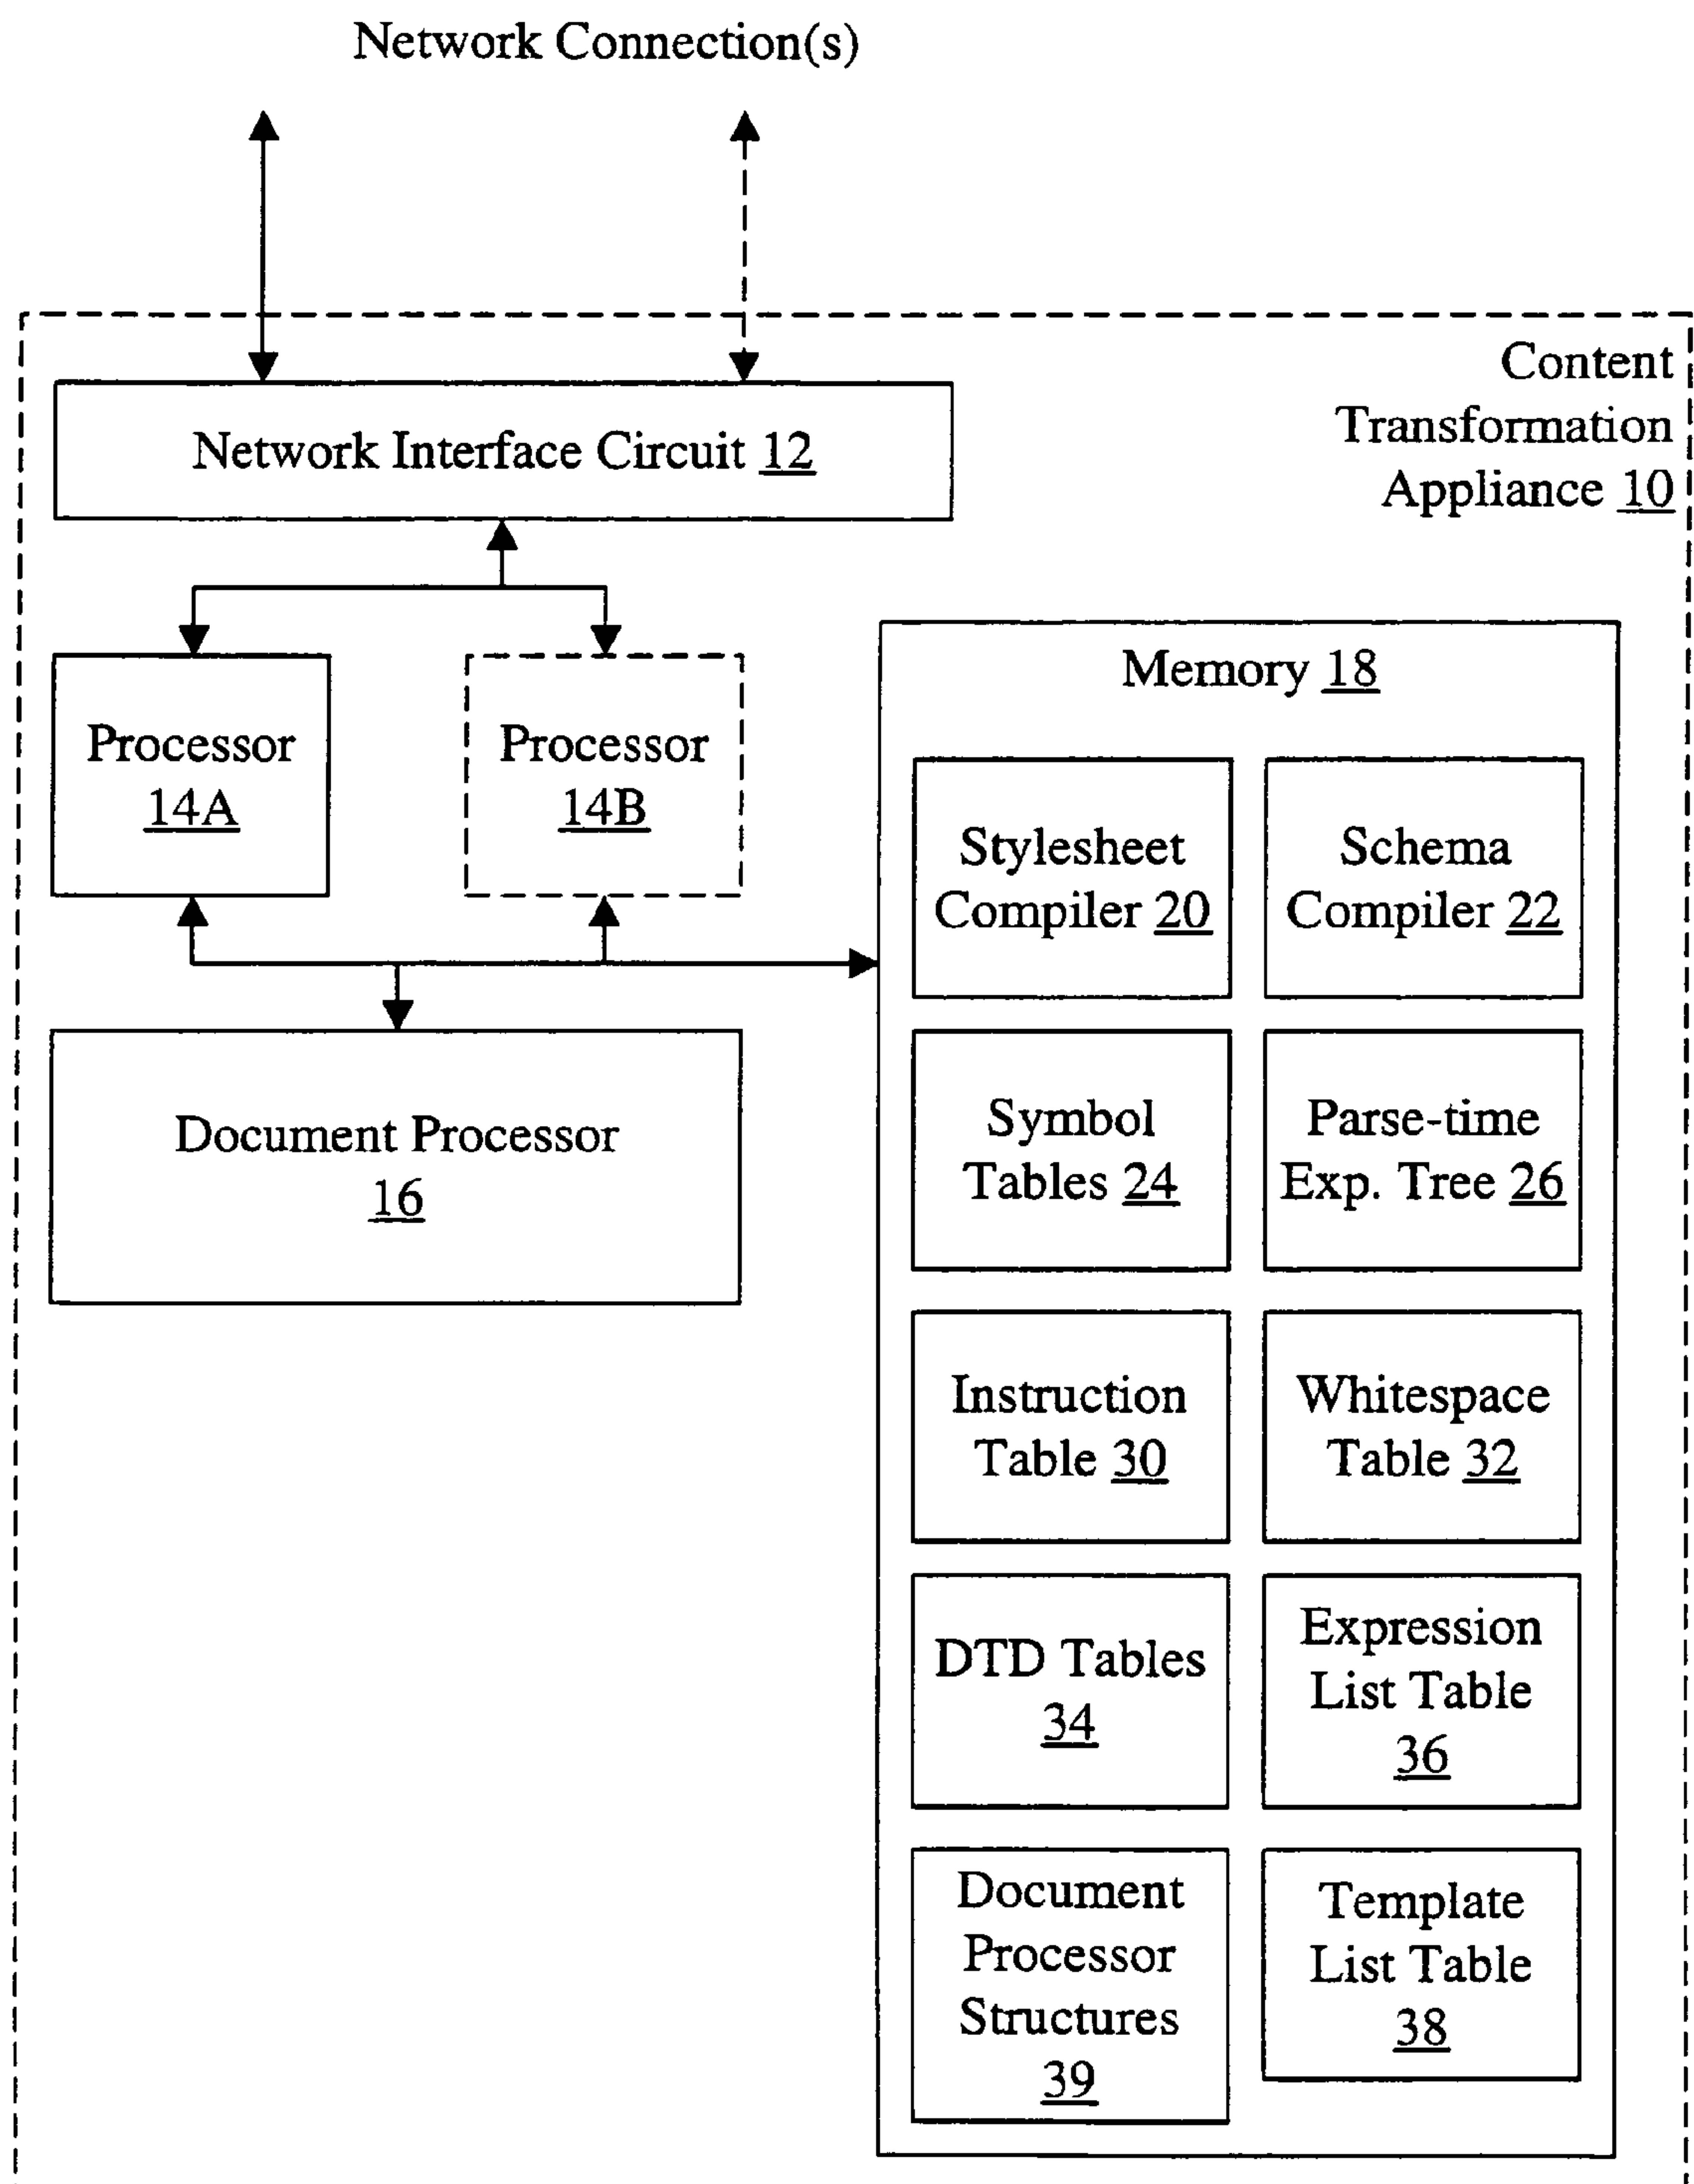 Network Connection(s)
Content
Transformation
Appliance 10
Network Interface Circuit 12
Processor
14A
Processor
14B
Document Processor
16
Memory 18
Stylesheet
Compiler 20
Schema
Compiler 22
Symbol
Tables 24
Parse-time
Exp. Tree 26
Instruction
Table 30
Whitespace
Table 32
DTD Tables
34
Expression
List Table
36
Document
Processor
Structures
39
Template
List Table
38